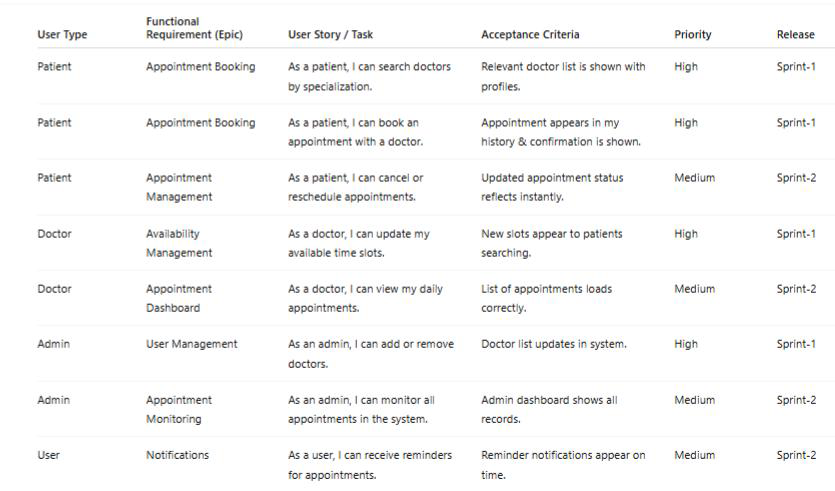 User Type Functional Requirement (Epic) User Story / Task Acceptance Criteria Priority Release
Patient Appointment Booking As a patient, I can search doctors by specialization. Relevant doctor list is shown with profiles. High Sprint-1
Patient Appointment Booking As a patient, I can book an appointment with a doctor. Appointment appears in my history & confirmation is shown. High Sprint-1
Patient Appointment Management As a patient, I can cancel or reschedule appointments. Updated appointment status reflects instantly. Medium Sprint-2
Doctor Availability Management As a doctor, I can update my available time slots. New slots appear to patients searching. High Sprint-1
Doctor Appointment Dashboard As a doctor, I can view my daily appointments. List of appointments loads correctly. Medium Sprint-2
Admin User Management As an admin, I can add or remove doctors. Doctor list updates in system. High Sprint-1
Admin Appointment Monitoring As an admin, I can monitor all appointments in the system. Admin dashboard shows all records. Medium Sprint-2
User Notifications As a user, I can receive reminders for appointments. Reminder notifications appear on time. Medium Sprint-2